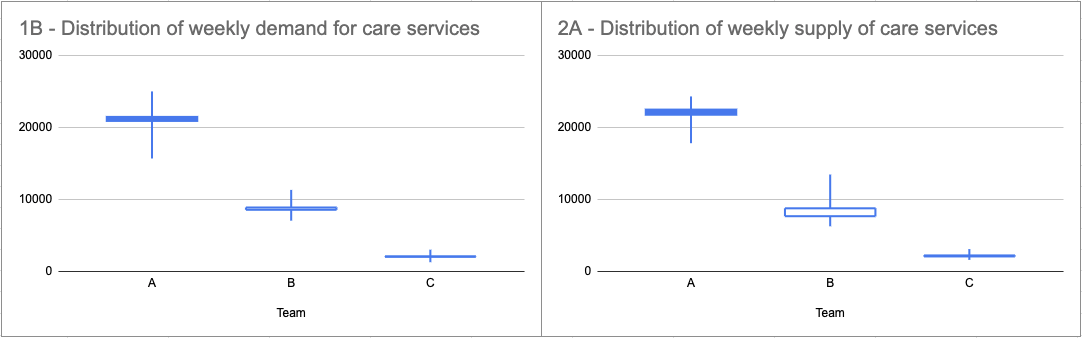 1B - Distribution of weekly demand for care services
30000
20000
10000
0
A B C
Team
2A - Distribution of weekly supply of care services
30000
20000
10000
0
A B C
Team